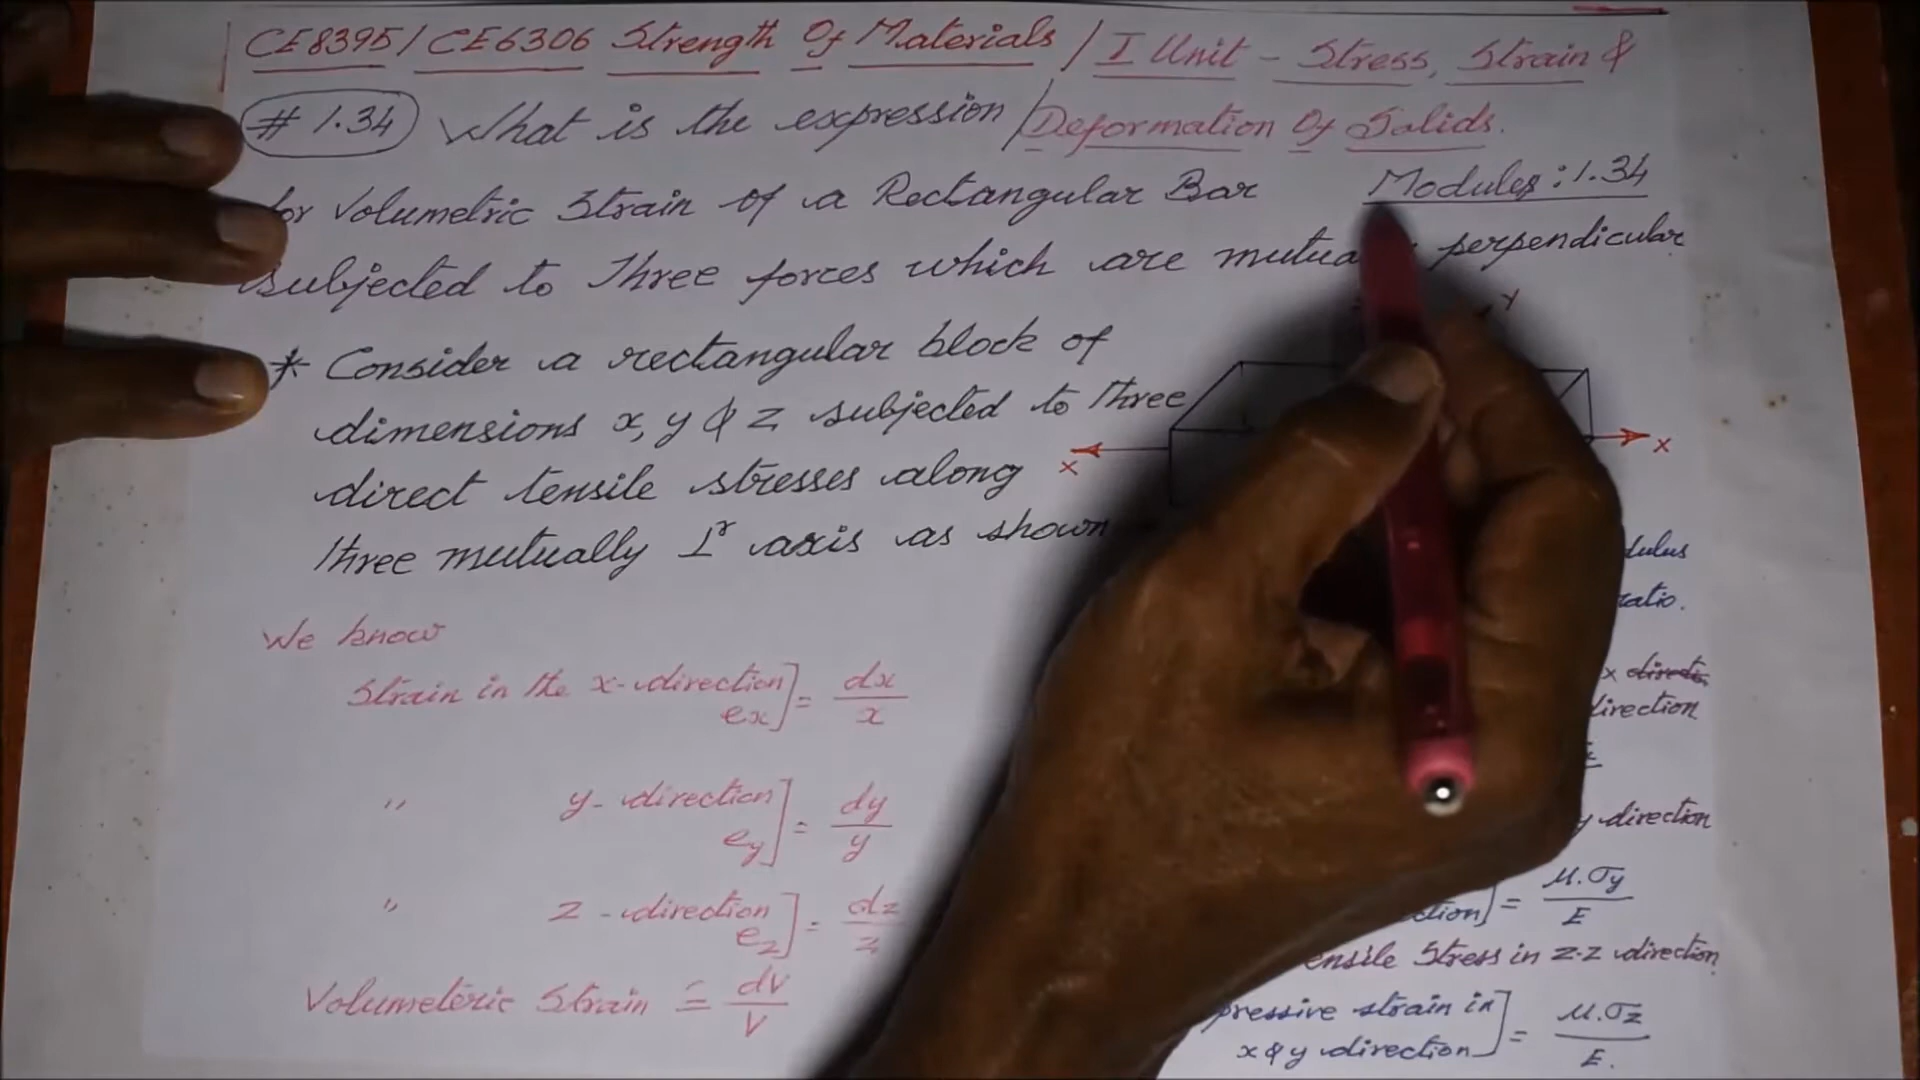 CE8395/CE6306 Strength Of Materials / I Unit - Stress, Strain &
# 1.34 What is the expression / Deformation Of Solids.
for Volumetric Strain of a Rectangular Bar Modules : 1.34
Subjected to Three forces which are mutua perpendicular
* Consider a rectangular block of
dimensions x, y & z subjected to Three
direct tensile stresses along
Three mutually ⊥r axis as shown
Y
X
X
We know
Strain in the x-direction ex] = dx/x
" y-direction ey] = dy/y
" z-direction ez] = dz/z
Volumeteric Strain = dV/V
dulus
ratio.
x
direction
y direction
ction] = μ.σy/E
ensile Stress in z.z direction
pressive strain in
x & y direction] = μ.σz/E.